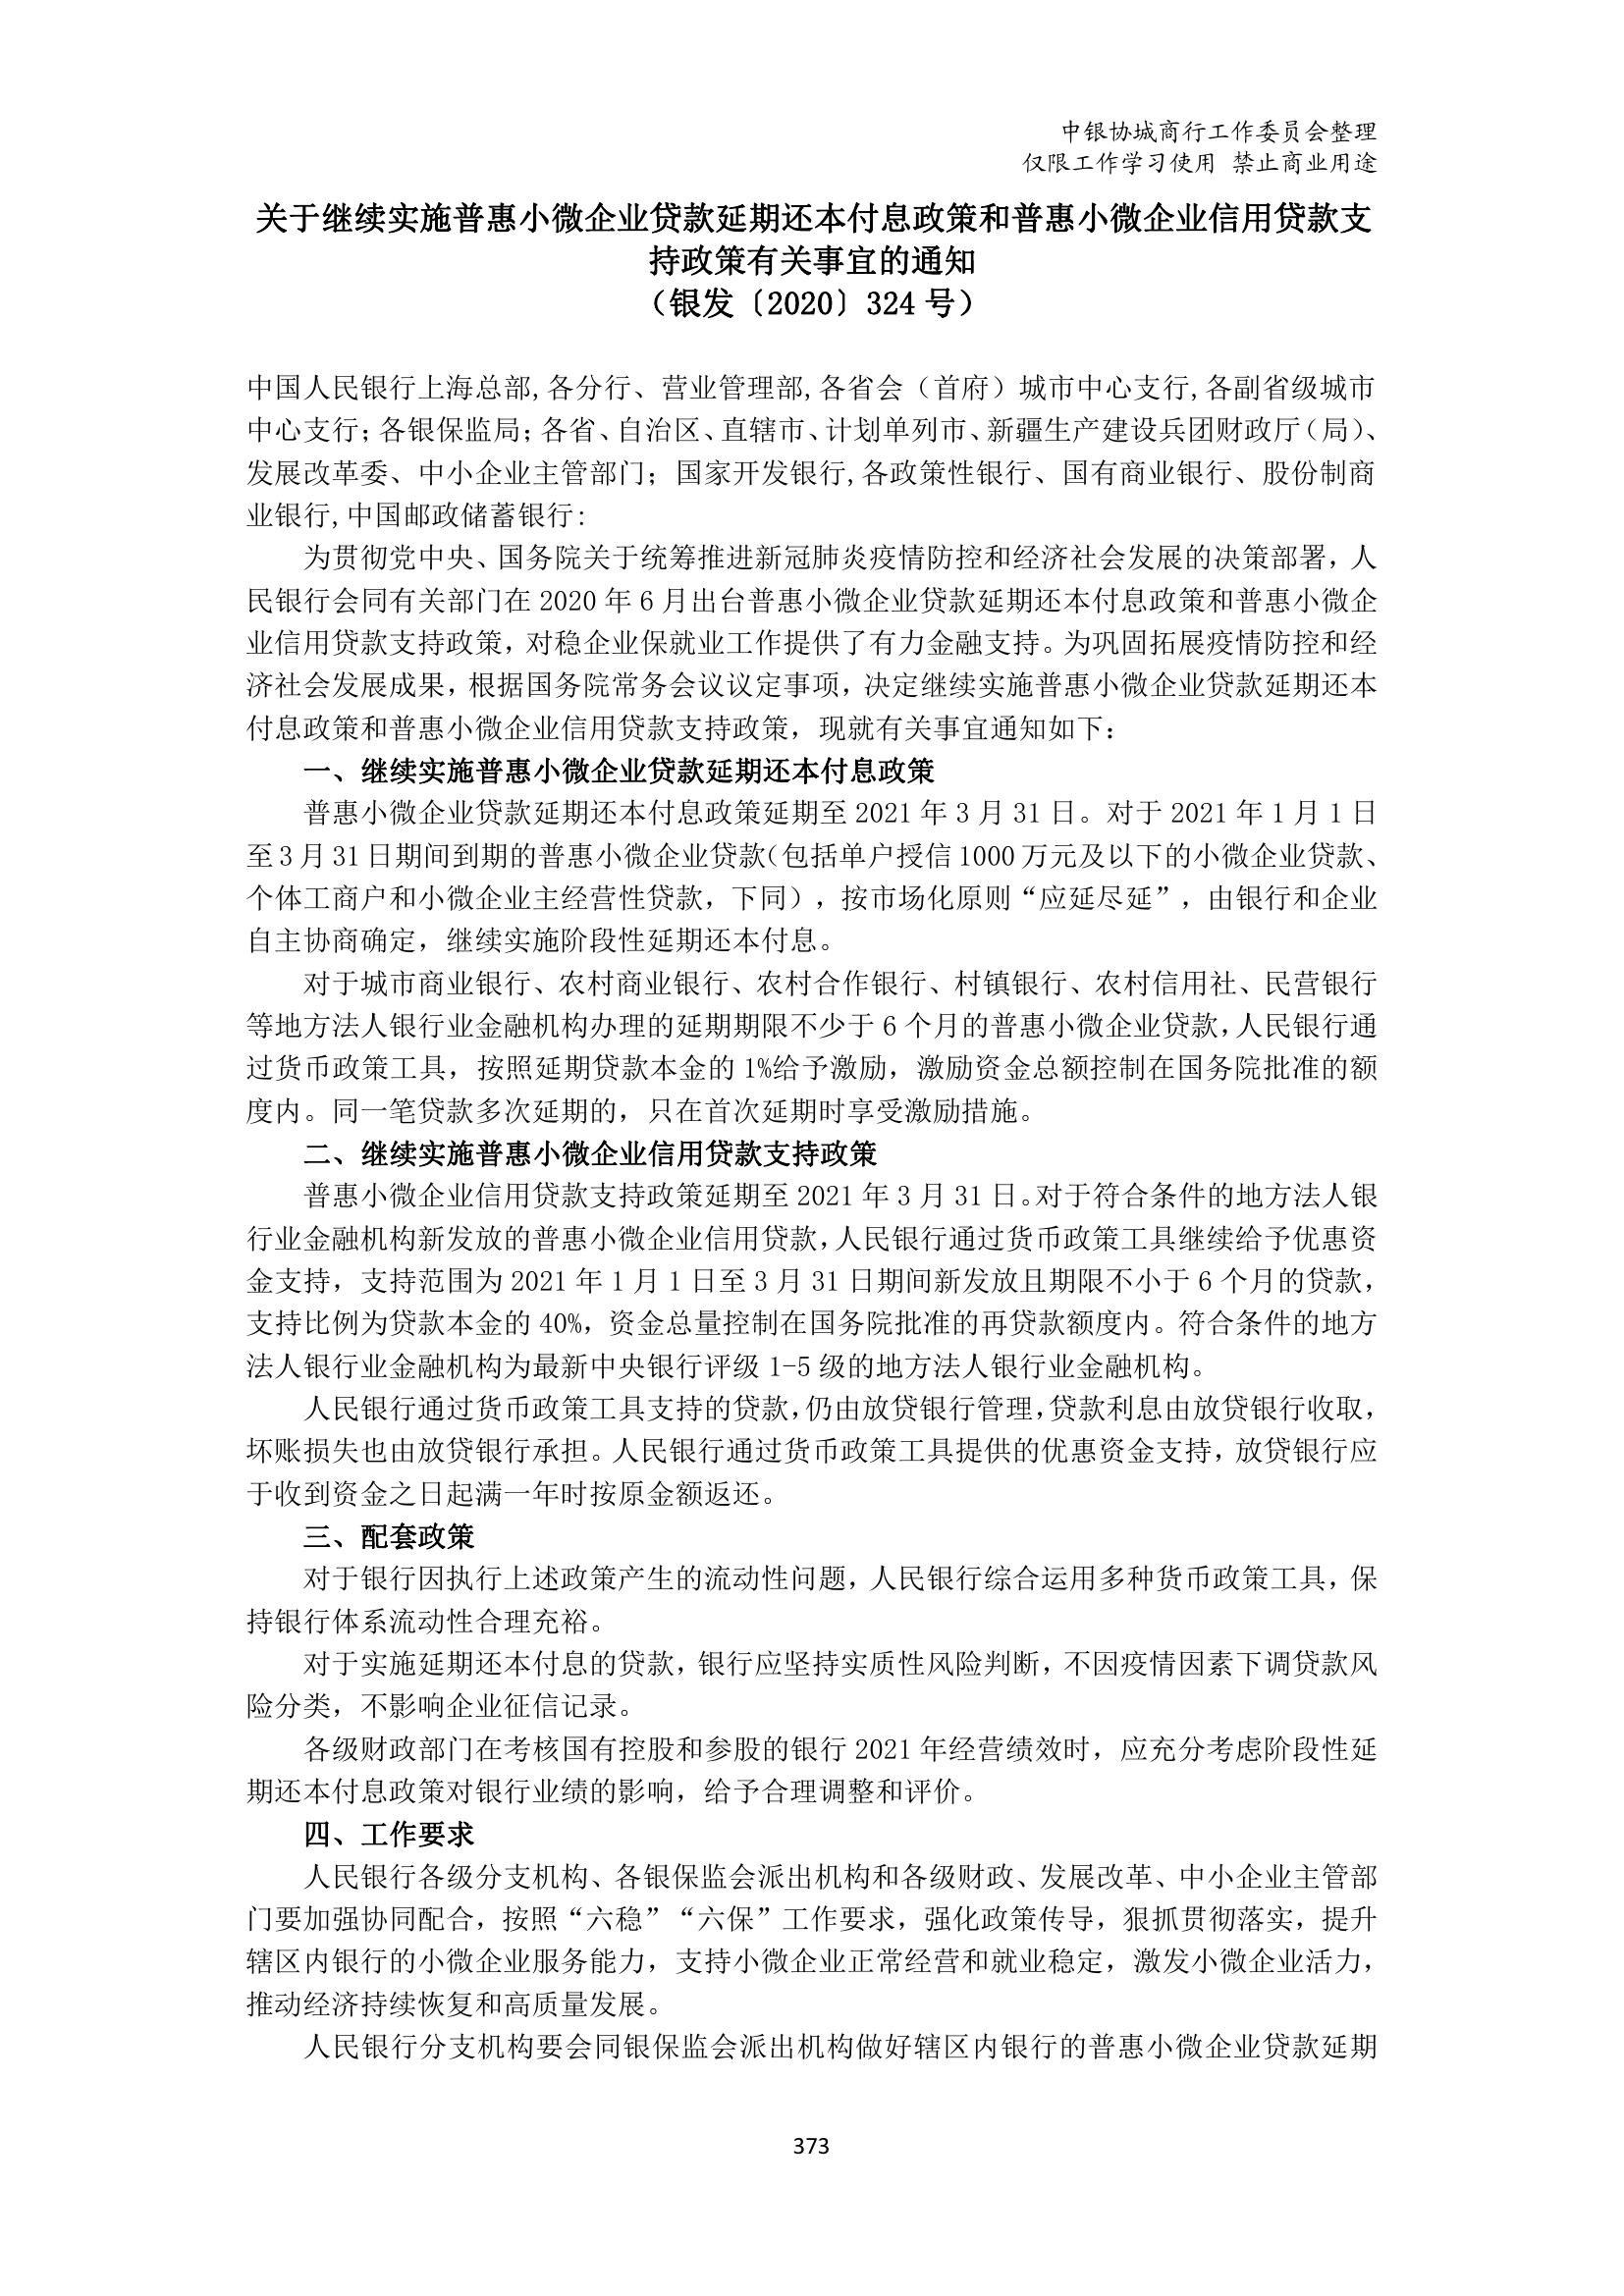 中银协城商行工作委员会整理
仅限工作学习使用 禁止商业用途
关于继续实施普惠小微企业贷款延期还本付息政策和普惠小微企业信用贷款支
持政策有关事宜的通知
（银发〔2020〕324 号）
中国人民银行上海总部,各分行、营业管理部,各省会（首府）城市中心支行,各副省级城市
中心支行；各银保监局；各省、自治区、直辖市、计划单列市、新疆生产建设兵团财政厅（局）、
发展改革委、中小企业主管部门；国家开发银行,各政策性银行、国有商业银行、股份制商
业银行,中国邮政储蓄银行：
为贯彻党中央、国务院关于统筹推进新冠肺炎疫情防控和经济社会发展的决策部署，人
民银行会同有关部门在 2020 年 6 月出台普惠小微企业贷款延期还本付息政策和普惠小微企
业信用贷款支持政策，对稳企业保就业工作提供了有力金融支持。为巩固拓展疫情防控和经
济社会发展成果，根据国务院常务会议议定事项，决定继续实施普惠小微企业贷款延期还本
付息政策和普惠小微企业信用贷款支持政策，现就有关事宜通知如下：
一、继续实施普惠小微企业贷款延期还本付息政策
普惠小微企业贷款延期还本付息政策延期至 2021 年 3 月 31 日。对于 2021 年 1 月 1 日
至 3 月 31 日期间到期的普惠小微企业贷款（包括单户授信 1000 万元及以下的小微企业贷款、
个体工商户和小微企业主经营性贷款，下同），按市场化原则“应延尽延”，由银行和企业
自主协商确定，继续实施阶段性延期还本付息。
对于城市商业银行、农村商业银行、农村合作银行、村镇银行、农村信用社、民营银行
等地方法人银行业金融机构办理的延期期限不少于 6 个月的普惠小微企业贷款，人民银行通
过货币政策工具，按照延期贷款本金的 1%给予激励，激励资金总额控制在国务院批准的额
度内。同一笔贷款多次延期的，只在首次延期时享受激励措施。
二、继续实施普惠小微企业信用贷款支持政策
普惠小微企业信用贷款支持政策延期至 2021 年 3 月 31 日。对于符合条件的地方法人银
行业金融机构新发放的普惠小微企业信用贷款，人民银行通过货币政策工具继续给予优惠资
金支持，支持范围为 2021 年 1 月 1 日至 3 月 31 日期间新发放且期限不小于 6 个月的贷款，
支持比例为贷款本金的 40%，资金总量控制在国务院批准的再贷款额度内。符合条件的地方
法人银行业金融机构为最新中央银行评级 1-5 级的地方法人银行业金融机构。
人民银行通过货币政策工具支持的贷款，仍由放贷银行管理，贷款利息由放贷银行收取，
坏账损失也由放贷银行承担。人民银行通过货币政策工具提供的优惠资金支持，放贷银行应
于收到资金之日起满一年时按原金额返还。
三、配套政策
对于银行因执行上述政策产生的流动性问题，人民银行综合运用多种货币政策工具，保
持银行体系流动性合理充裕。
对于实施延期还本付息的贷款，银行应坚持实质性风险判断，不因疫情因素下调贷款风
险分类，不影响企业征信记录。
各级财政部门在考核国有控股和参股的银行 2021 年经营绩效时，应充分考虑阶段性延
期还本付息政策对银行业绩的影响，给予合理调整和评价。
四、工作要求
人民银行各级分支机构、各银保监会派出机构和各级财政、发展改革、中小企业主管部
门要加强协同配合，按照“六稳”“六保”工作要求，强化政策传导，狠抓贯彻落实，提升
辖区内银行的小微企业服务能力，支持小微企业正常经营和就业稳定，激发小微企业活力，
推动经济持续恢复和高质量发展。
人民银行分支机构要会同银保监会派出机构做好辖区内银行的普惠小微企业贷款延期
373